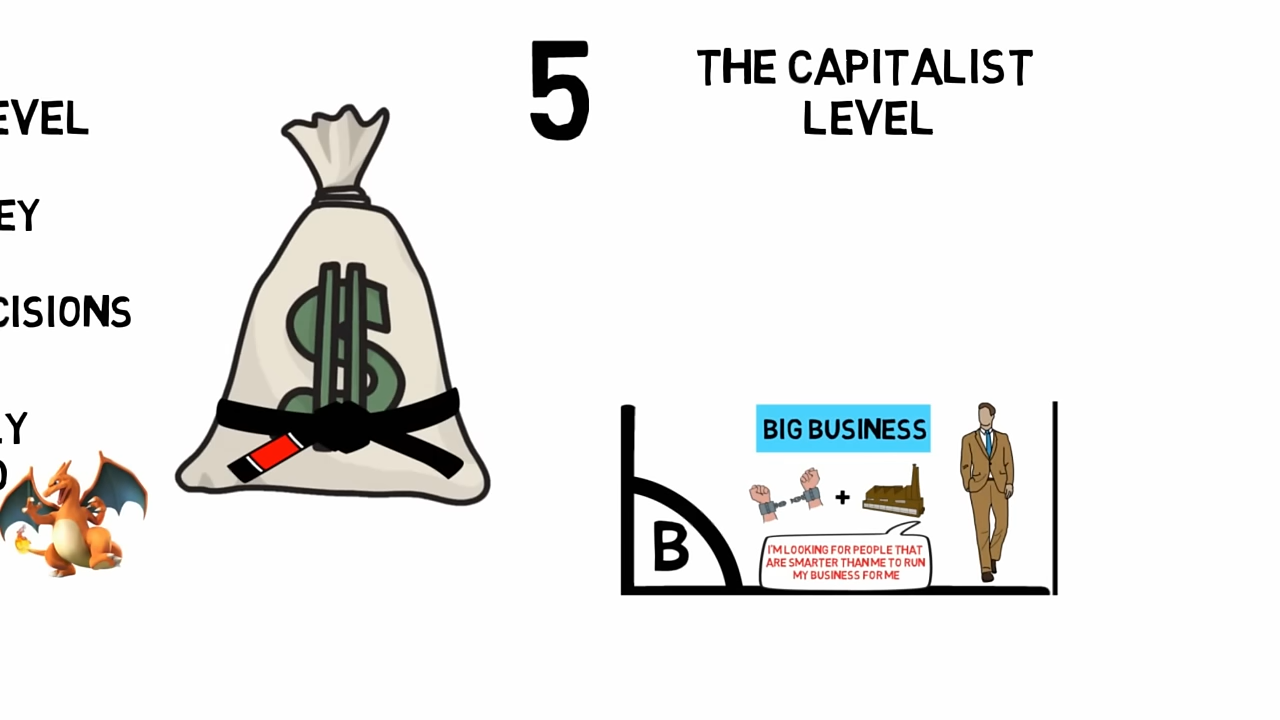 EVEL
EY
CISIONS
LY
$
5
THE CAPITALIST
LEVEL
BIG BUSINESS
+
B
I'M LOOKING FOR PEOPLE THAT
ARE SMARTER THAN ME TO RUN
MY BUSINESS FOR ME